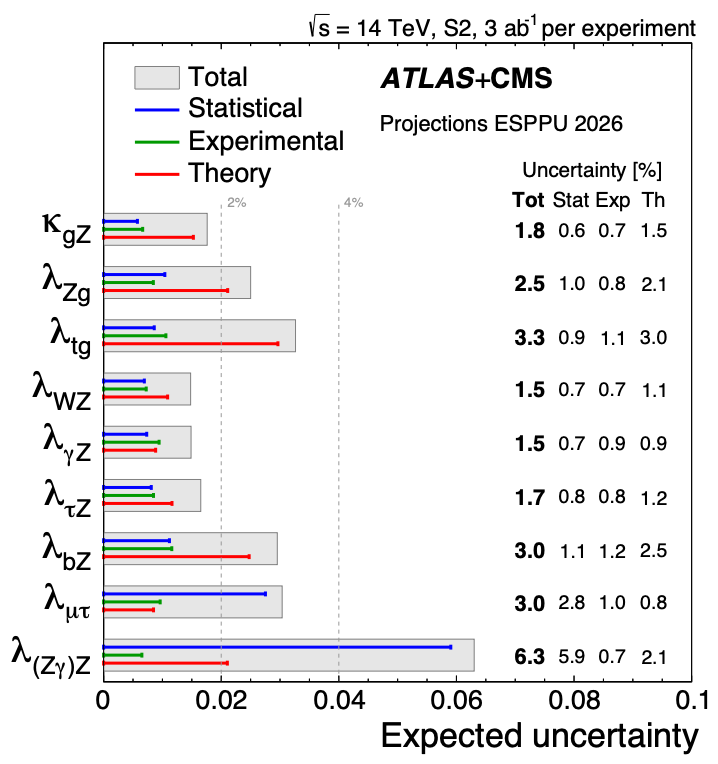 √s = 14 TeV, S2, 3 ab⁻¹ per experiment
Total
ATLAS+CMS
Statistical
Projections ESPPU 2026
Experimental
Theory
Uncertainty [%]
Tot Stat Exp Th
2% 4%
κgZ 1.8 0.6 0.7 1.5
λZg 2.5 1.0 0.8 2.1
λtg 3.3 0.9 1.1 3.0
λWZ 1.5 0.7 0.7 1.1
λγZ 1.5 0.7 0.9 0.9
λτZ 1.7 0.8 0.8 1.2
λbZ 3.0 1.1 1.2 2.5
λμτ 3.0 2.8 1.0 0.8
λ(Zγ)Z 6.3 5.9 0.7 2.1
0 0.02 0.04 0.06 0.08 0.1
Expected uncertainty